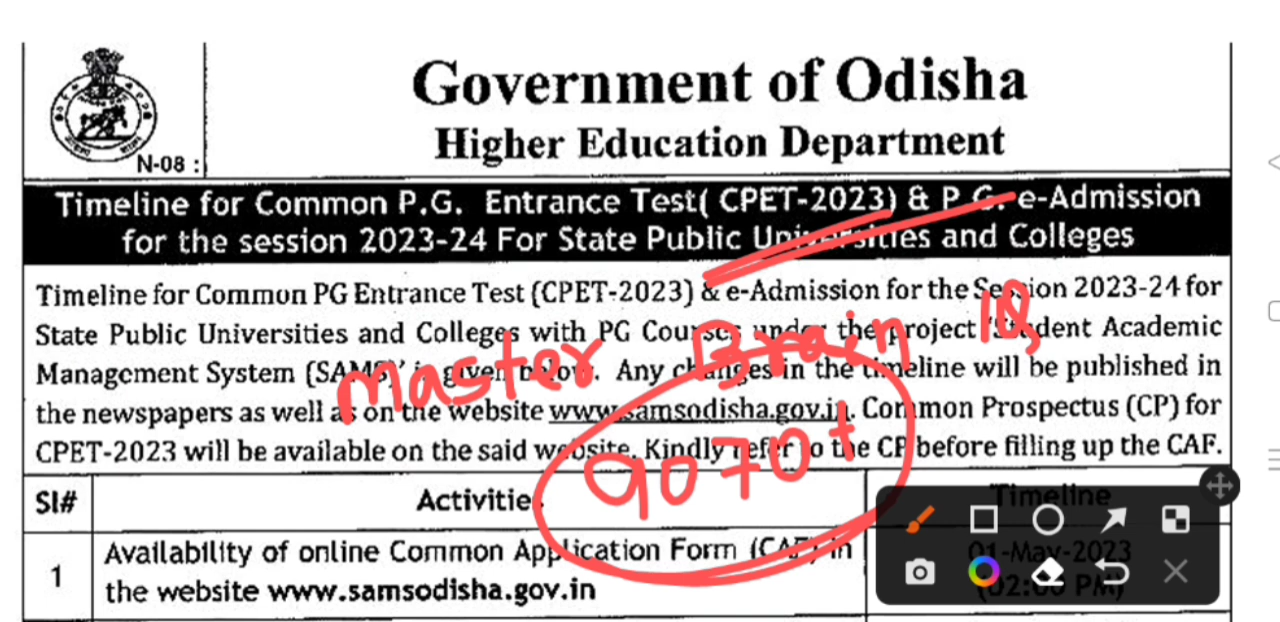 Government of Odisha
Higher Education Department
N-08 :
Timeline for Common P.G. Entrance Test( CPET-2023) & P.G. e-Admission
for the session 2023-24 For State Public Universities and Colleges
Timeline for Common PG Entrance Test (CPET-2023) & e-Admission for the Session 2023-24 for
State Public Universities and Colleges with PG Courses under the project 'Student Academic
Management System (SAMS)' is given below. Any changes in the timeline will be published in
the newspapers as well as on the website www.samsodisha.gov.in. Common Prospectus (CP) for
CPET-2023 will be available on the said website. Kindly refer to the CP before filling up the CAF.
Master Brain IQ
9070+
Sl# Activities Timeline
1 Availability of online Common Application Form (CAF) in
the website www.samsodisha.gov.in
01-May-2023
(02:00 PM)